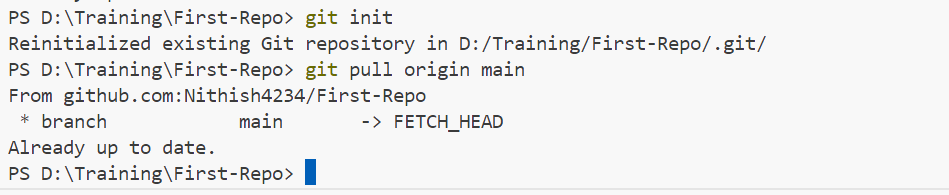 PS D:\Training\First-Repo> git init
Reinitialized existing Git repository in D:/Training/First-Repo/.git/
PS D:\Training\First-Repo> git pull origin main
From github.com:Nithish4234/First-Repo
 * branch            main       -> FETCH_HEAD
Already up to date.
PS D:\Training\First-Repo>